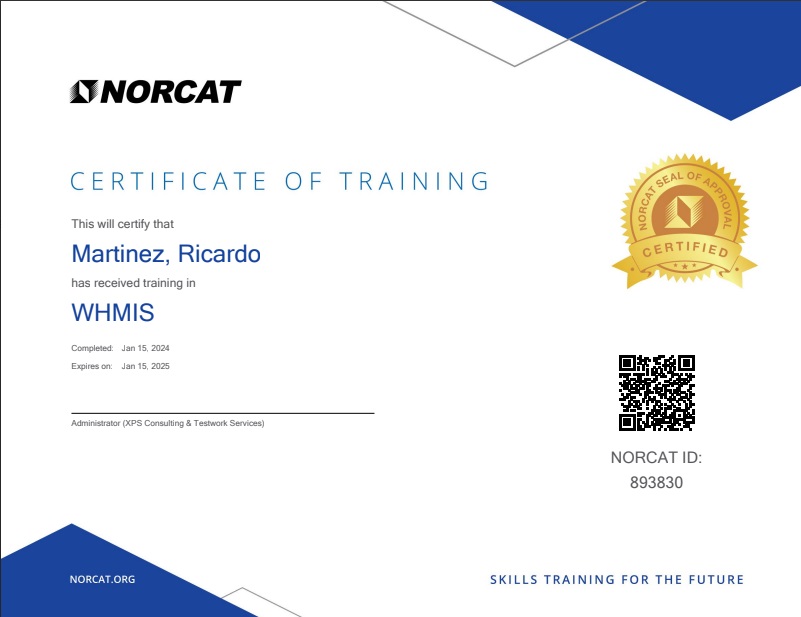 NORCAT
CERTIFICATE OF TRAINING
This will certify that
Martinez, Ricardo
has received training in
WHMIS
Completed: Jan 15, 2024
Expires on: Jan 15, 2025
Administrator (XPS Consulting & Testwork Services)
NORCAT SEAL OF APPROVAL
CERTIFIED
NORCAT ID:
893830
NORCAT.ORG
SKILLS TRAINING FOR THE FUTURE